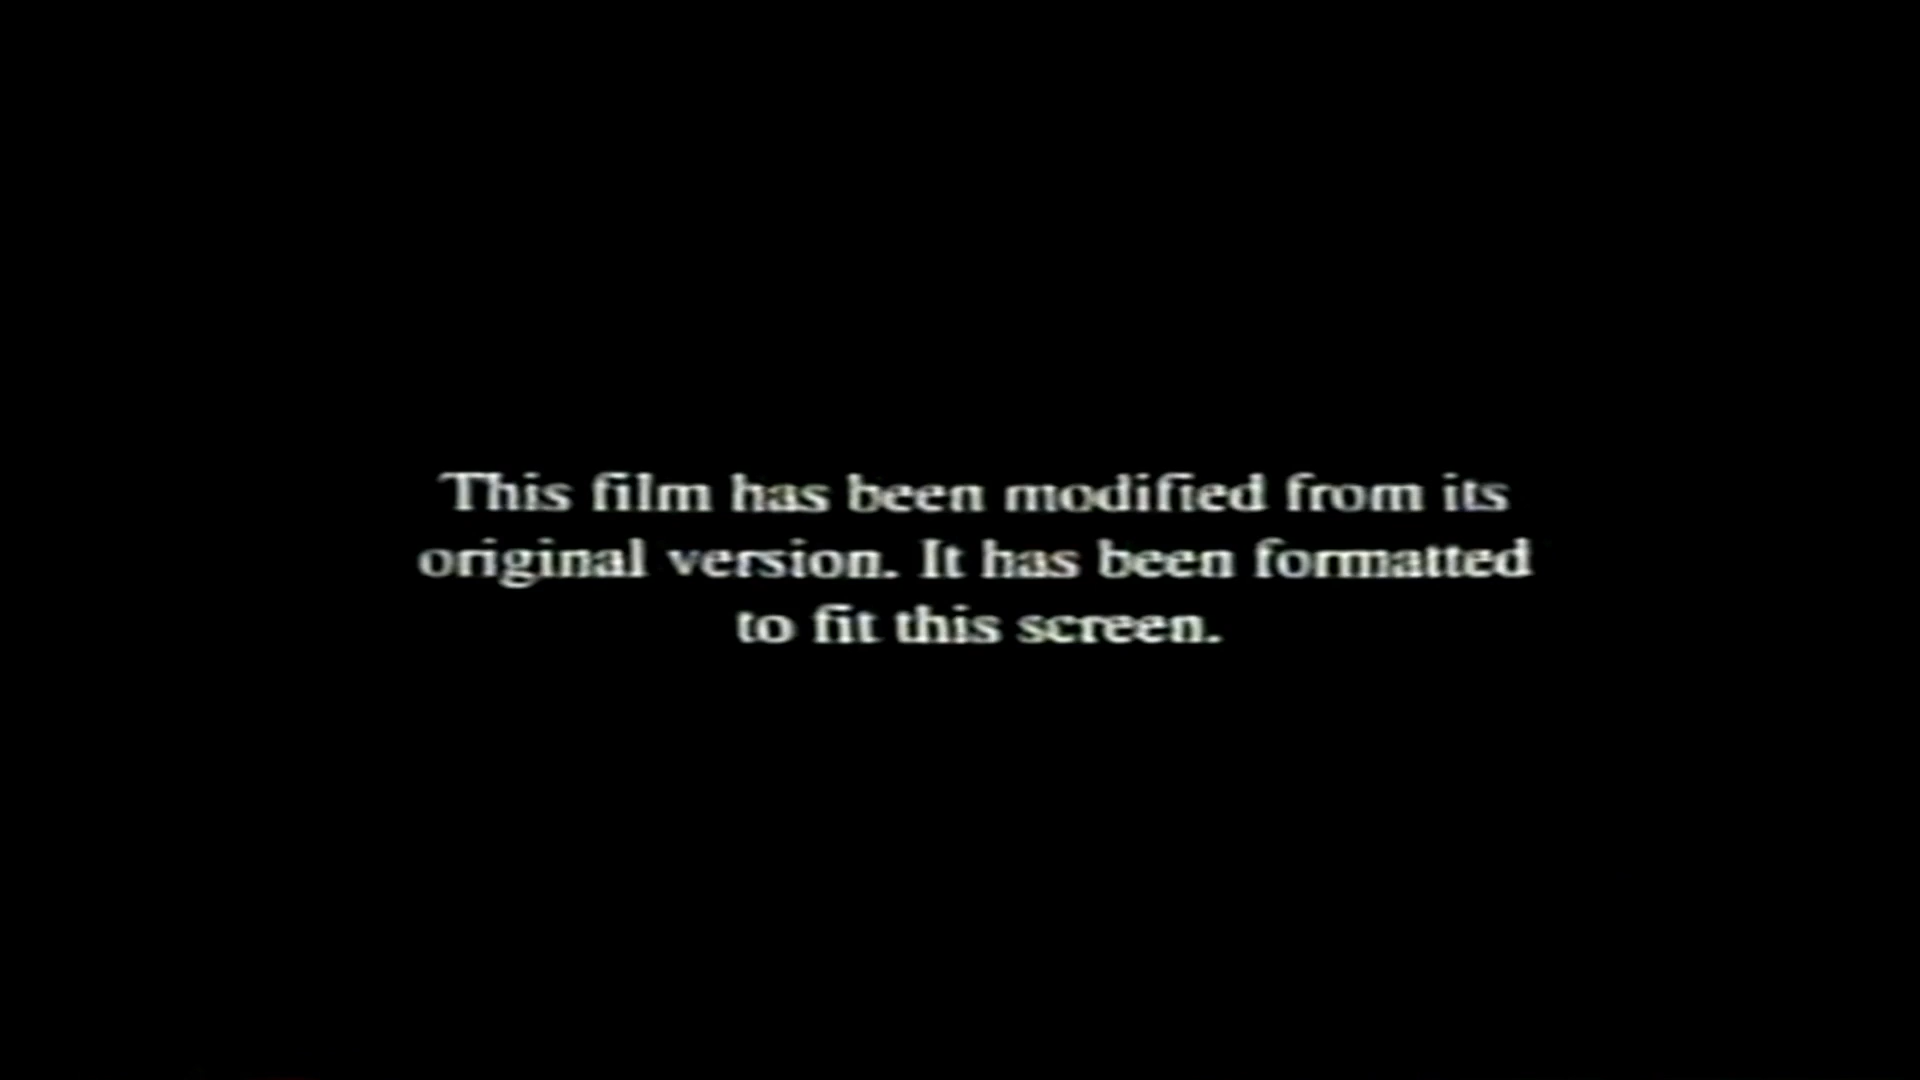 This film has been modified from its
original version. It has been formatted
to fit this screen.